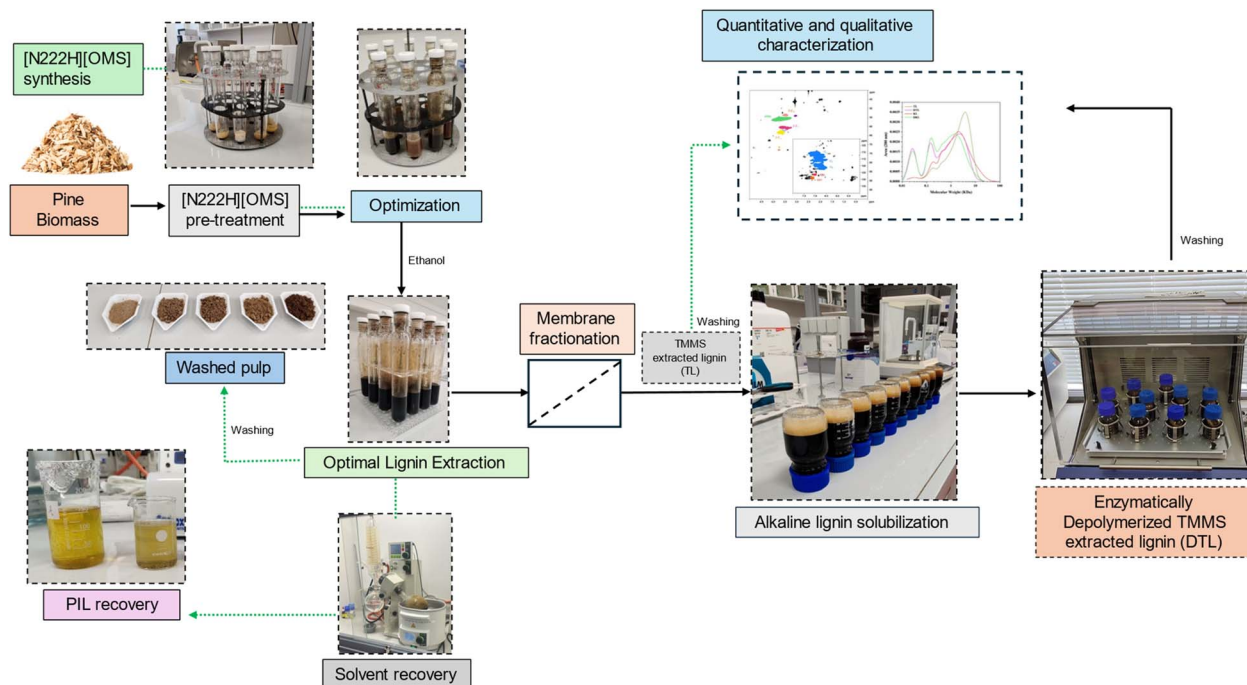 [N222H][OMS]
synthesis
Pine
Biomass
[N222H][OMS]
pre-treatment
Optimization
Ethanol
Washed pulp
Washing
Optimal Lignin Extraction
PIL recovery
Solvent recovery
Membrane
fractionation
TMMS
extracted lignin
(TL)
Washing
Quantitative and qualitative
characterization
Molecular Weight (KDa)
Alkaline lignin solubilization
Washing
Enzymatically
Depolymerized TMMS
extracted lignin (DTL)